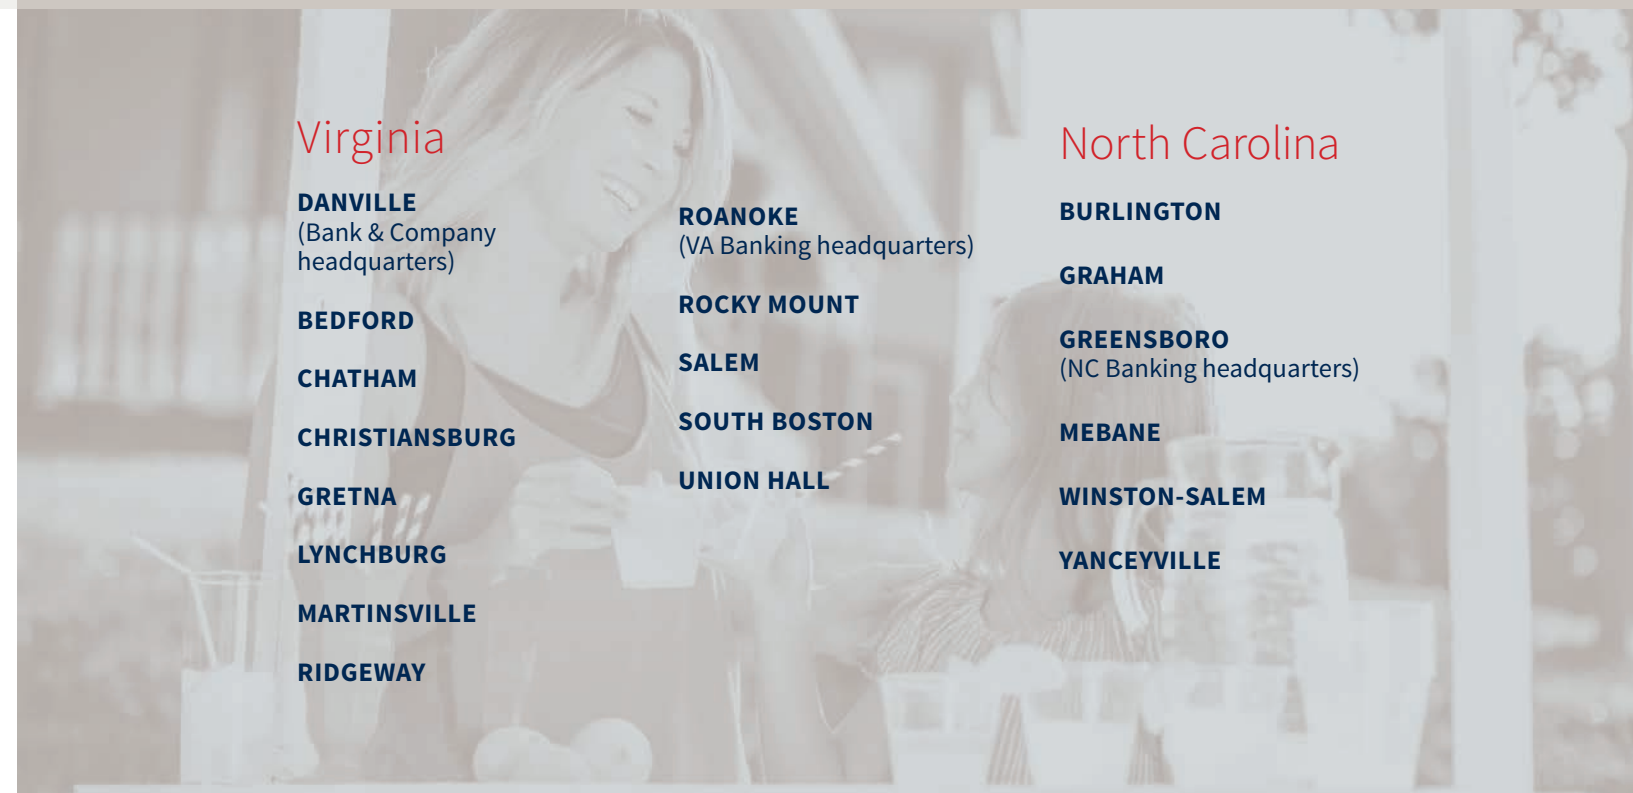 Virginia
DANVILLE
(Bank & Company
headquarters)
BEDFORD
CHATHAM
CHRISTIANSBURG
GRETNA
LYNCHBURG
MARTINSVILLE
RIDGEWAY
ROANOKE
(VA Banking headquarters)
ROCKY MOUNT
SALEM
SOUTH BOSTON
UNION HALL
North Carolina
BURLINGTON
GRAHAM
GREENSBORO
(NC Banking headquarters)
MEBANE
WINSTON-SALEM
YANCEYVILLE